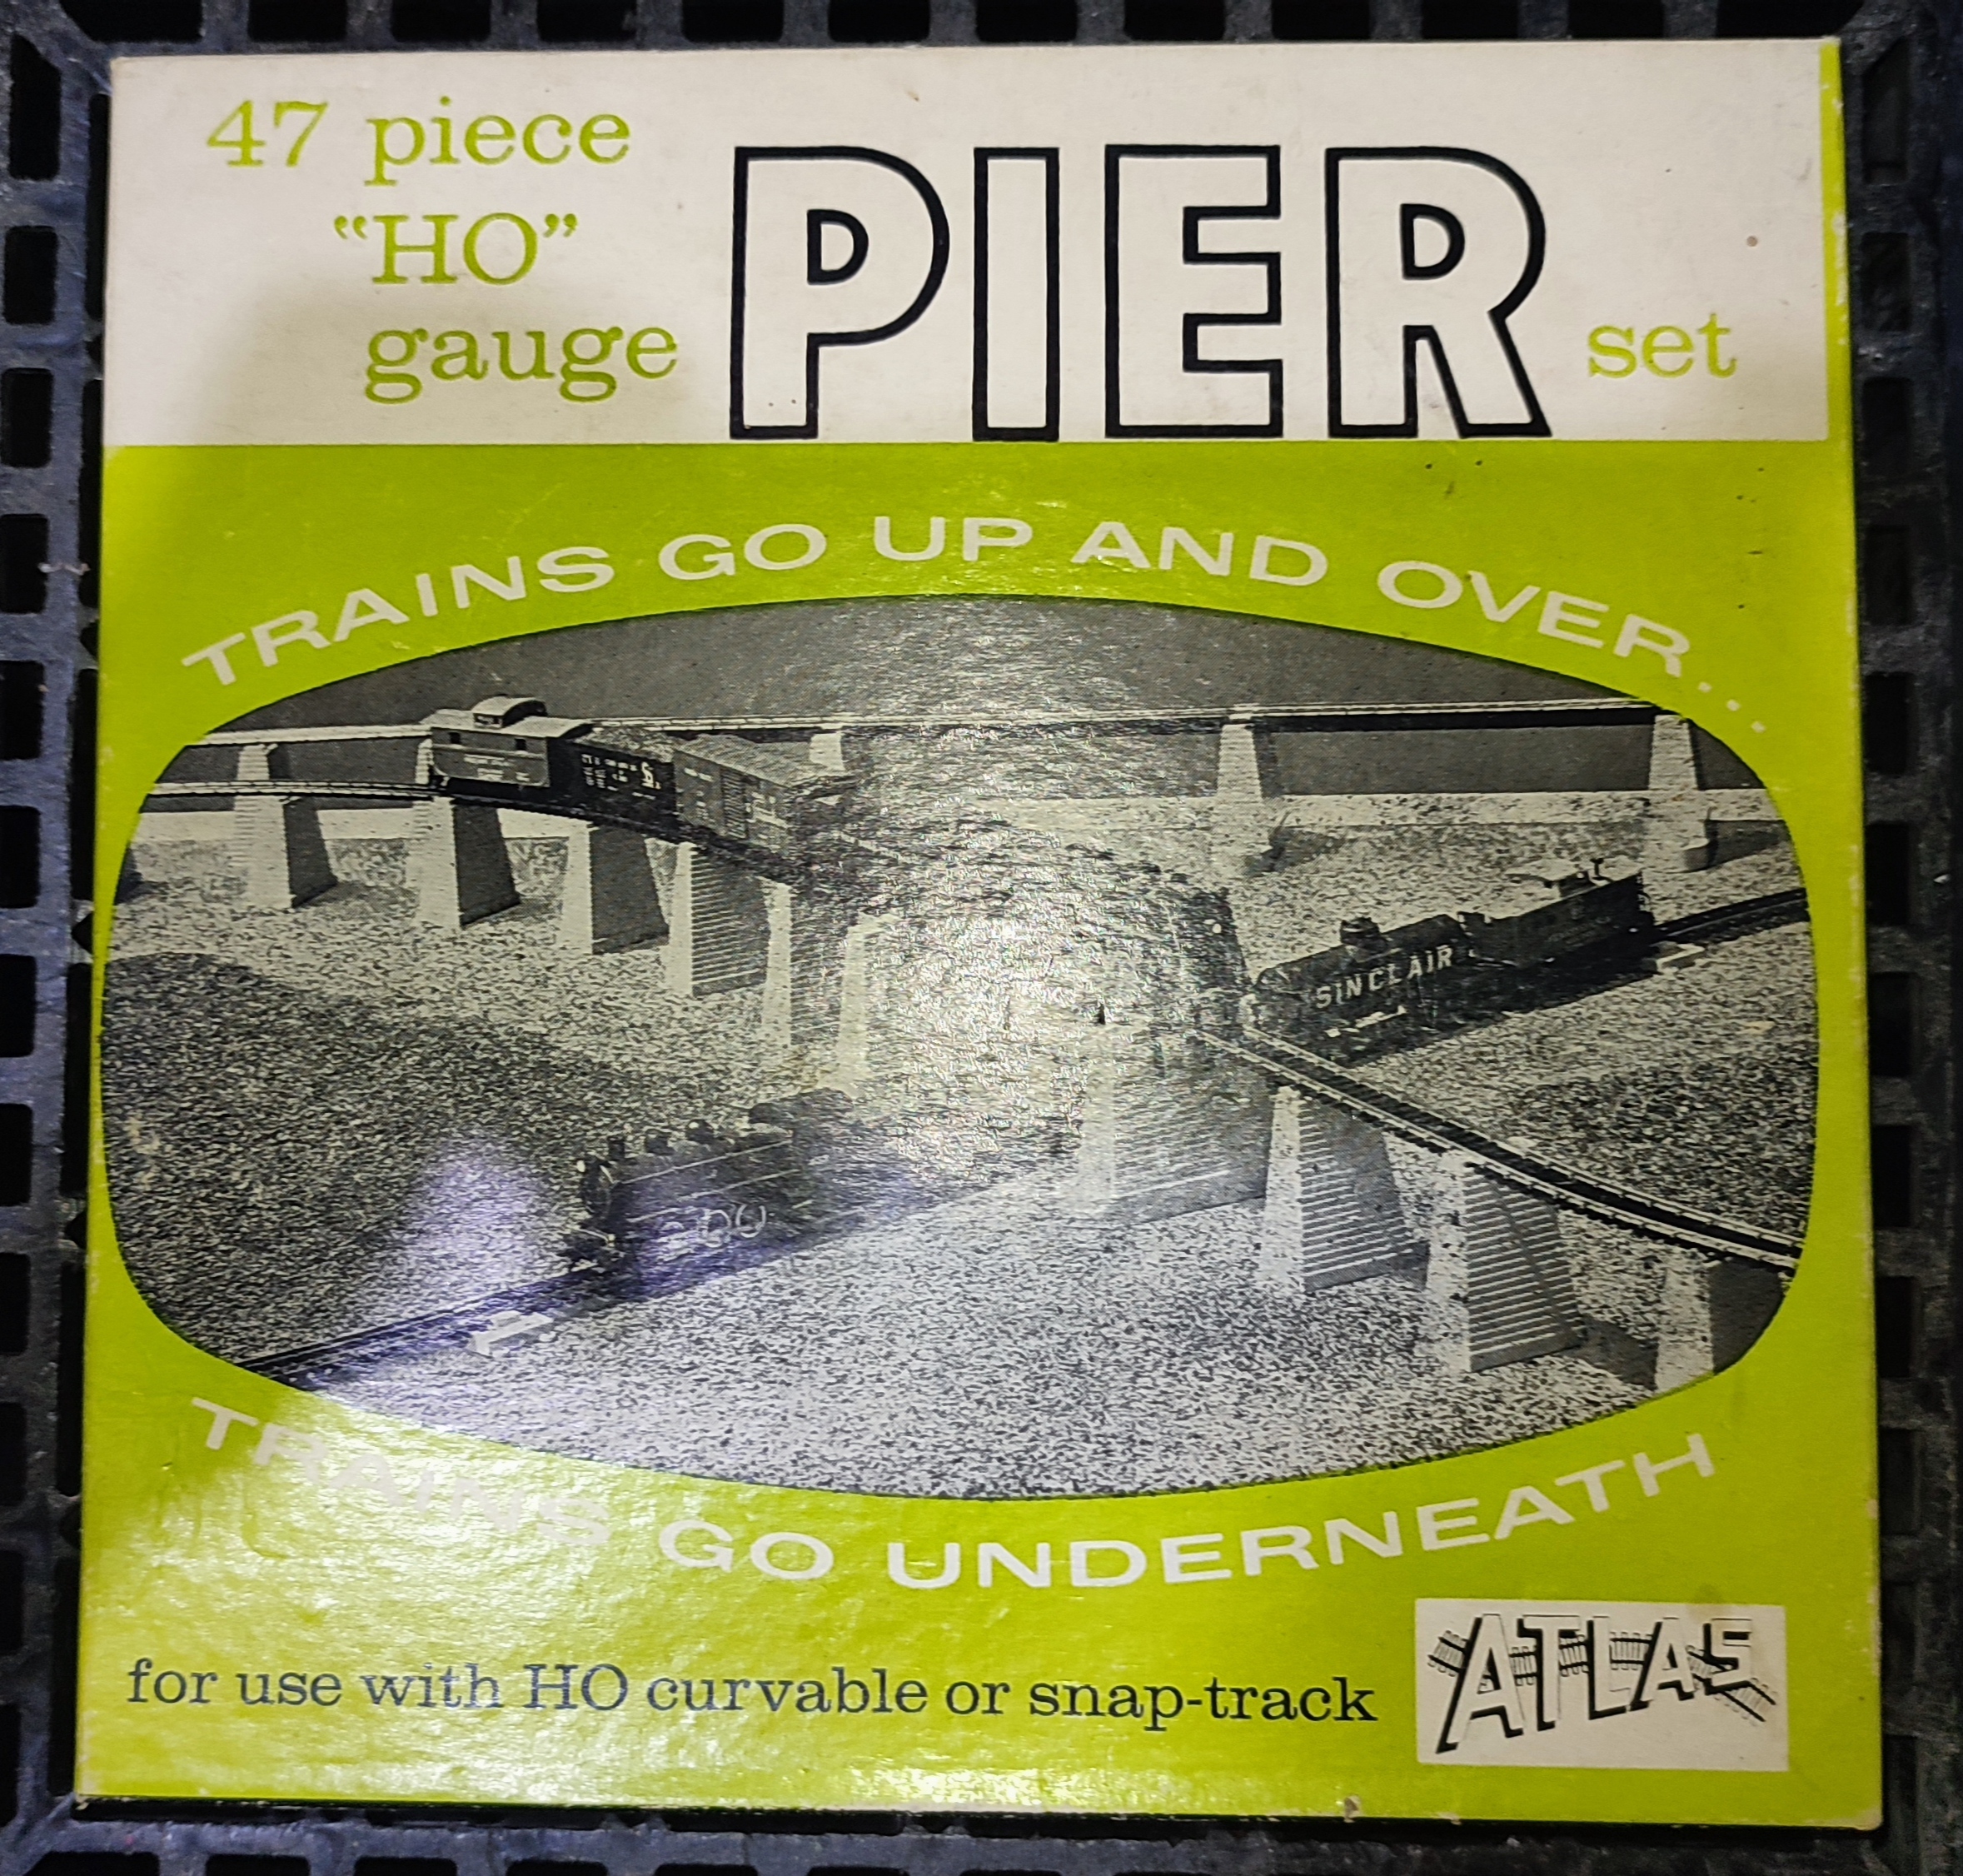 47 piece
“HO”
gauge
PIER set
TRAINS GO UP AND OVER...
SINCLAIR
TRAINS GO UNDERNEATH
for use with HO curvable or snap-track
ATLAS